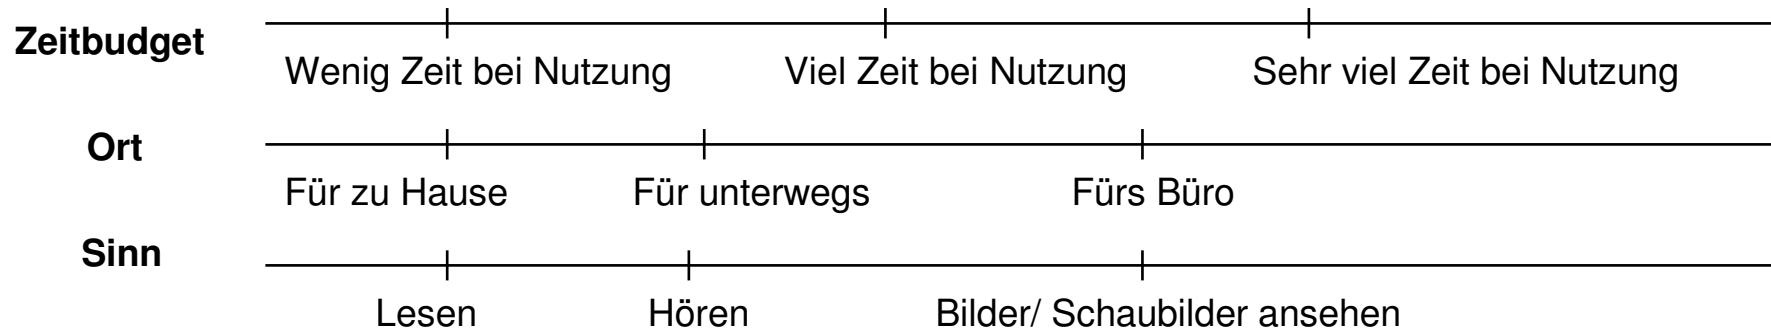 Zeitbudget
Wenig Zeit bei Nutzung Viel Zeit bei Nutzung Sehr viel Zeit bei Nutzung
Ort
Für zu Hause Für unterwegs Fürs Büro
Sinn
Lesen Hören Bilder/ Schaubilder ansehen